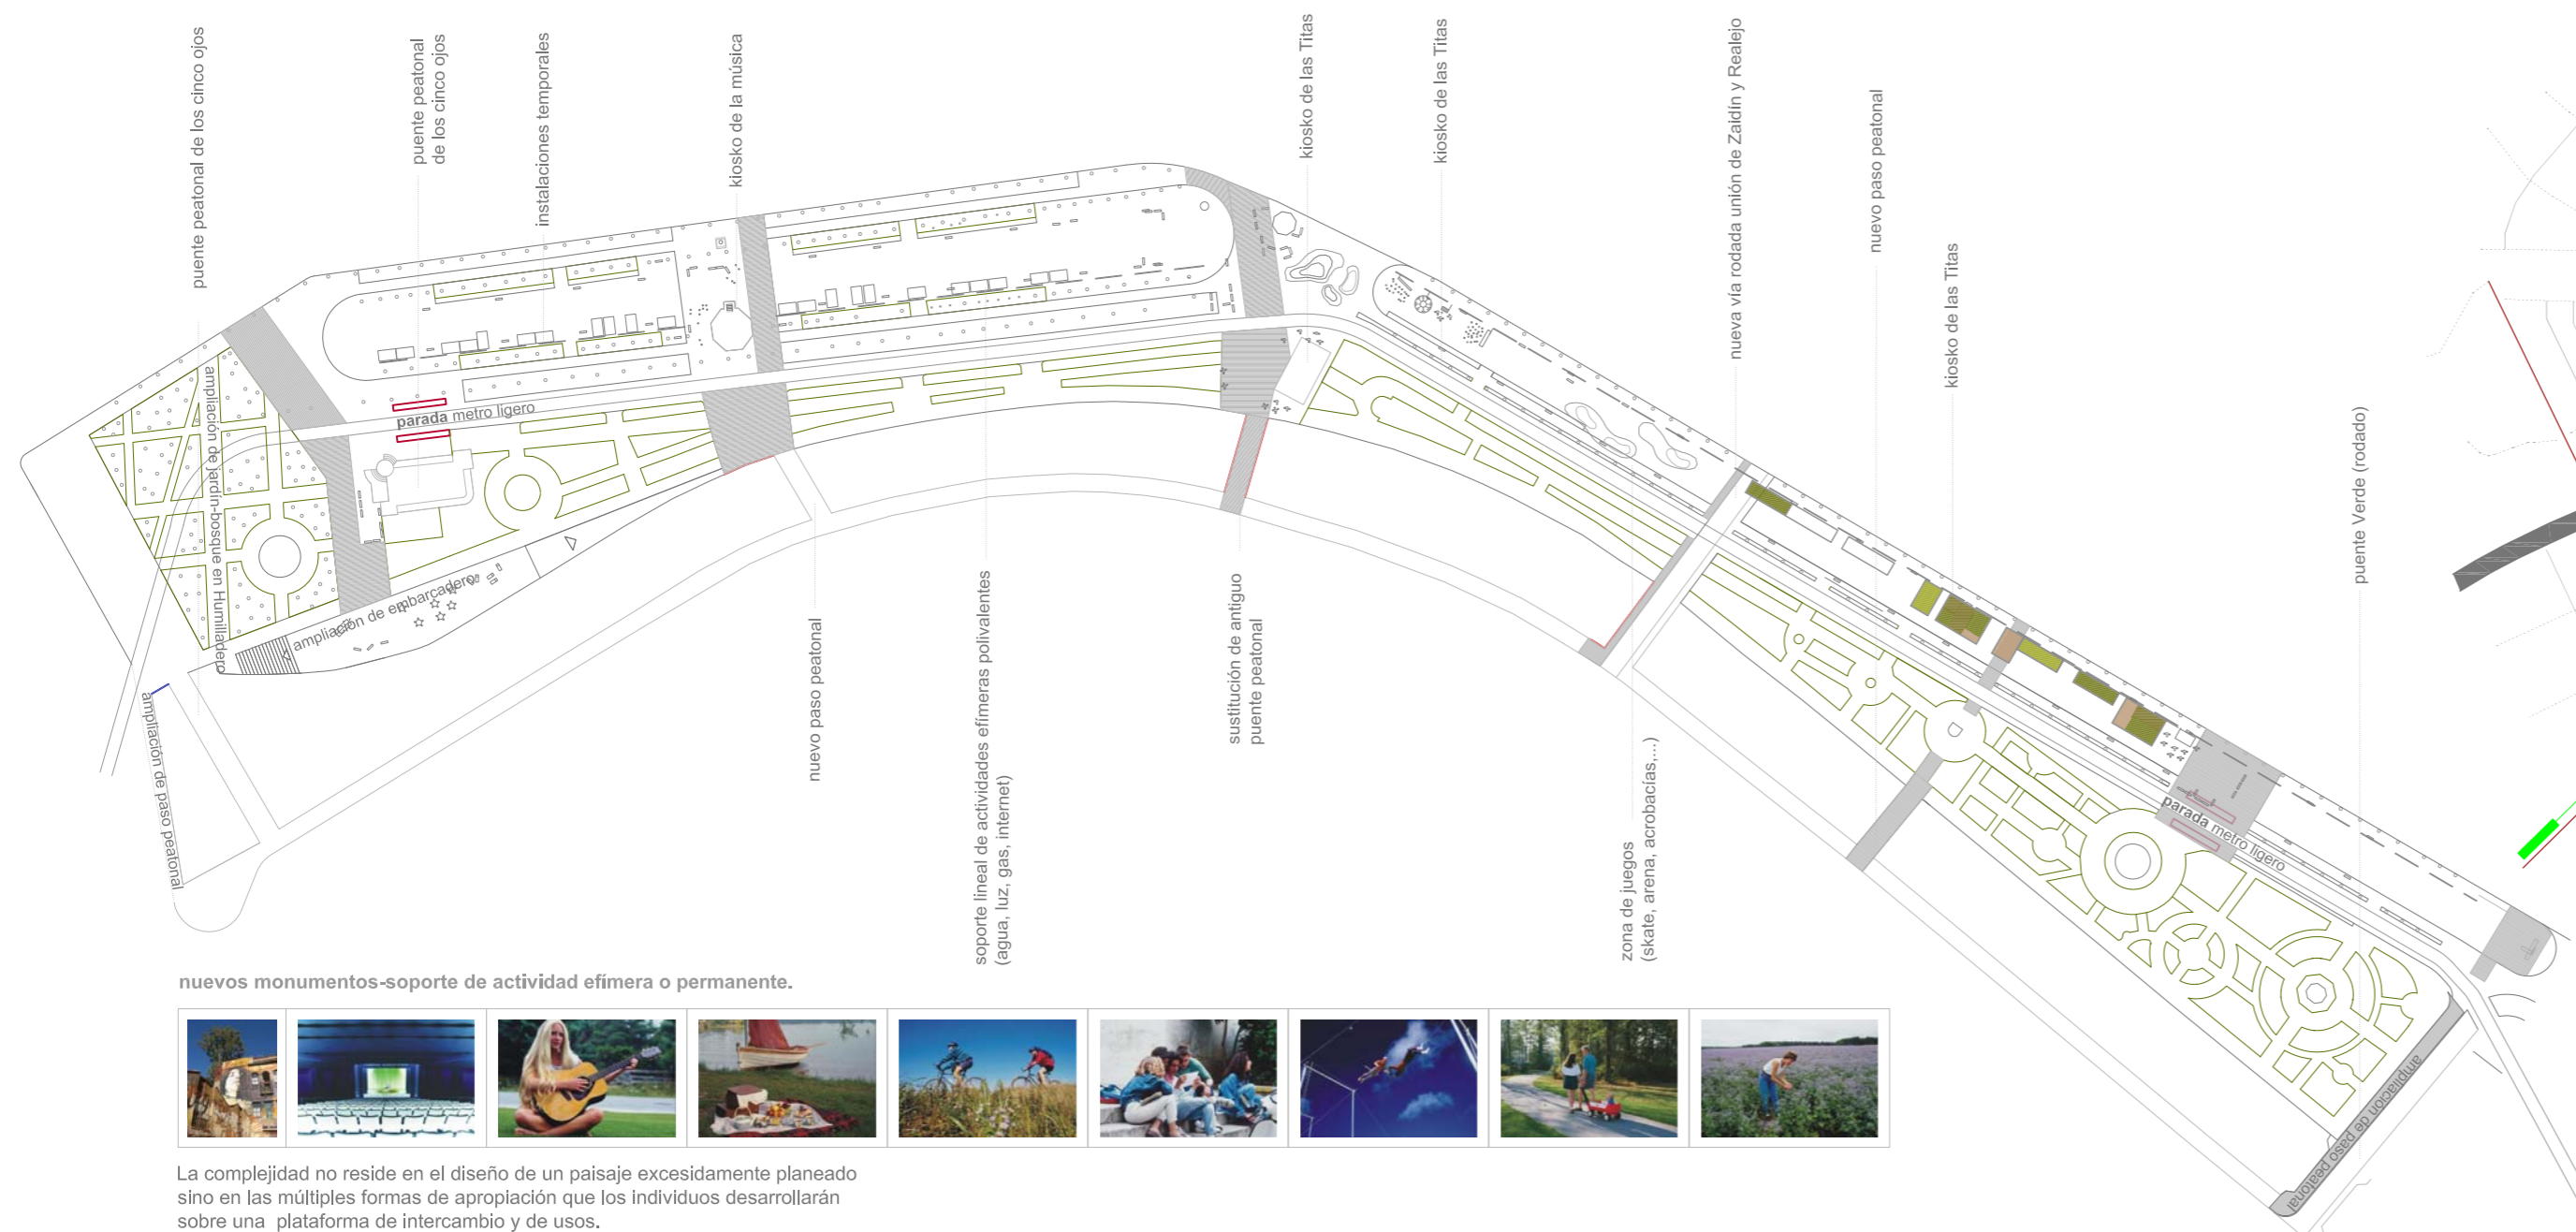 puente peatonal de los cinco ojos
puente peatonal
de los cinco ojos
instalaciones temporales
kiosko de la música
kiosko de las Titas
kiosko de las Titas
nueva vía rodada unión de Zaidín y Realejo
nuevo paso peatonal
kiosko de las Titas
puente Verde (rodado)
ampliación de jardín-bosque en Humilladero
parada metro ligero
ampliación de embarcadero
ampliación de paso peatonal
nuevo paso peatonal
soporte lineal de actividades efímeras polivalentes
(agua, luz, gas, internet)
sustitución de antiguo
puente peatonal
zona de juegos
(skate, arena, acrobacías,...)
parada metro ligero
ampliación de paso peatonal
nuevos monumentos-soporte de actividad efímera o permanente.
La complejidad no reside en el diseño de un paisaje excesidamente planeado
sino en las múltiples formas de apropiación que los individuos desarrollarán
sobre una plataforma de intercambio y de usos.